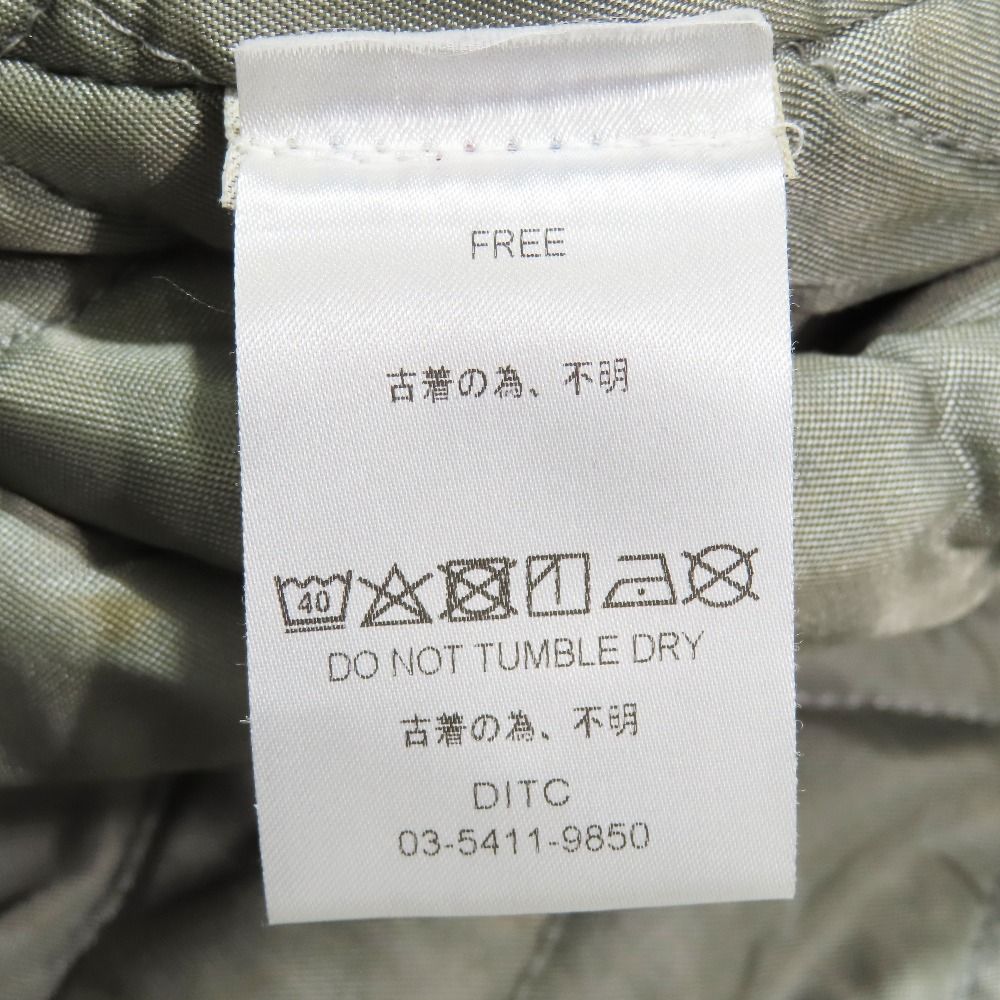 FREE
古着の為、不明
40
DO NOT TUMBLE DRY
古着の為、不明
DITC
03-5411-9850